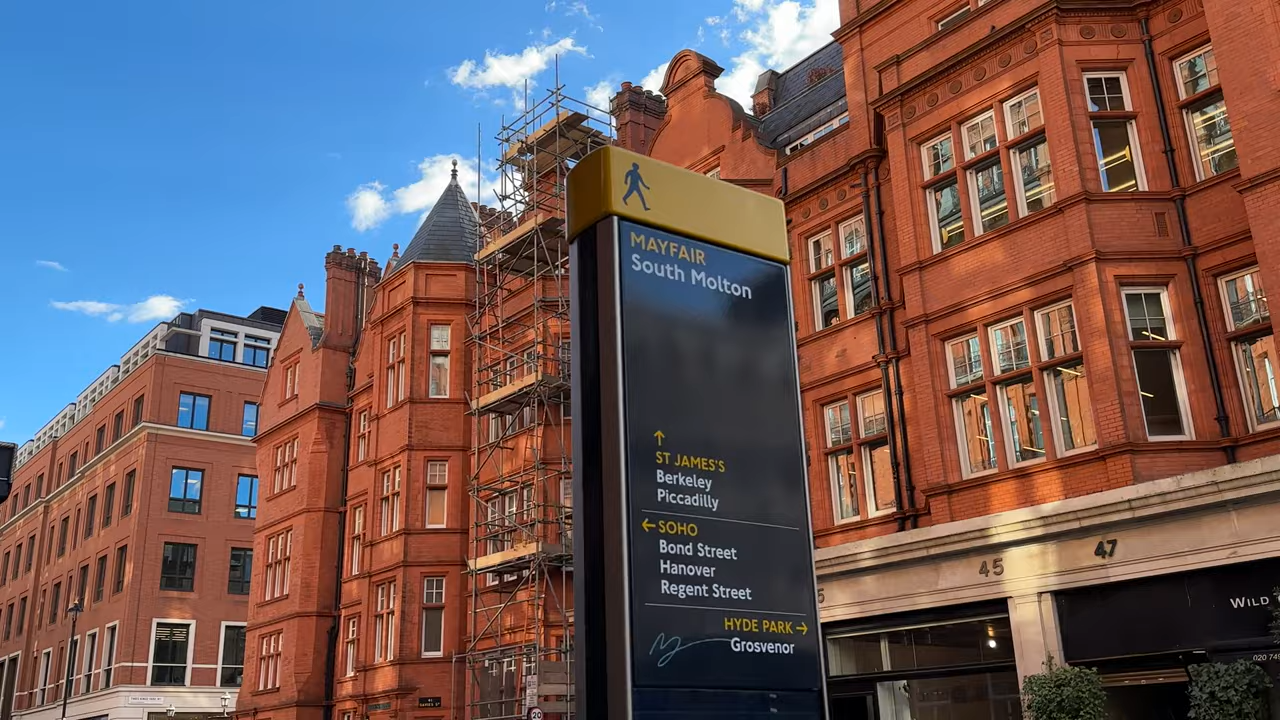 MAYFAIR
South Molton
↑
ST JAMES'S
Berkeley
Piccadilly
← SOHO
Bond Street
Hanover
Regent Street
HYDE PARK →
Grosvenor
45
47
WILD
20